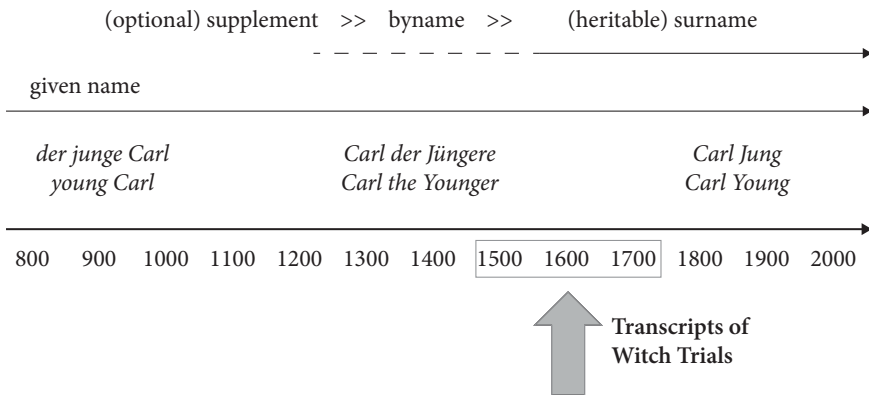 (optional) supplement >> byname >> (heritable) surname
given name
der junge Carl Carl der Jüngere Carl Jung
young Carl Carl the Younger Carl Young
800 900 1000 1100 1200 1300 1400 1500 1600 1700 1800 1900 2000
Transcripts of
Witch Trials